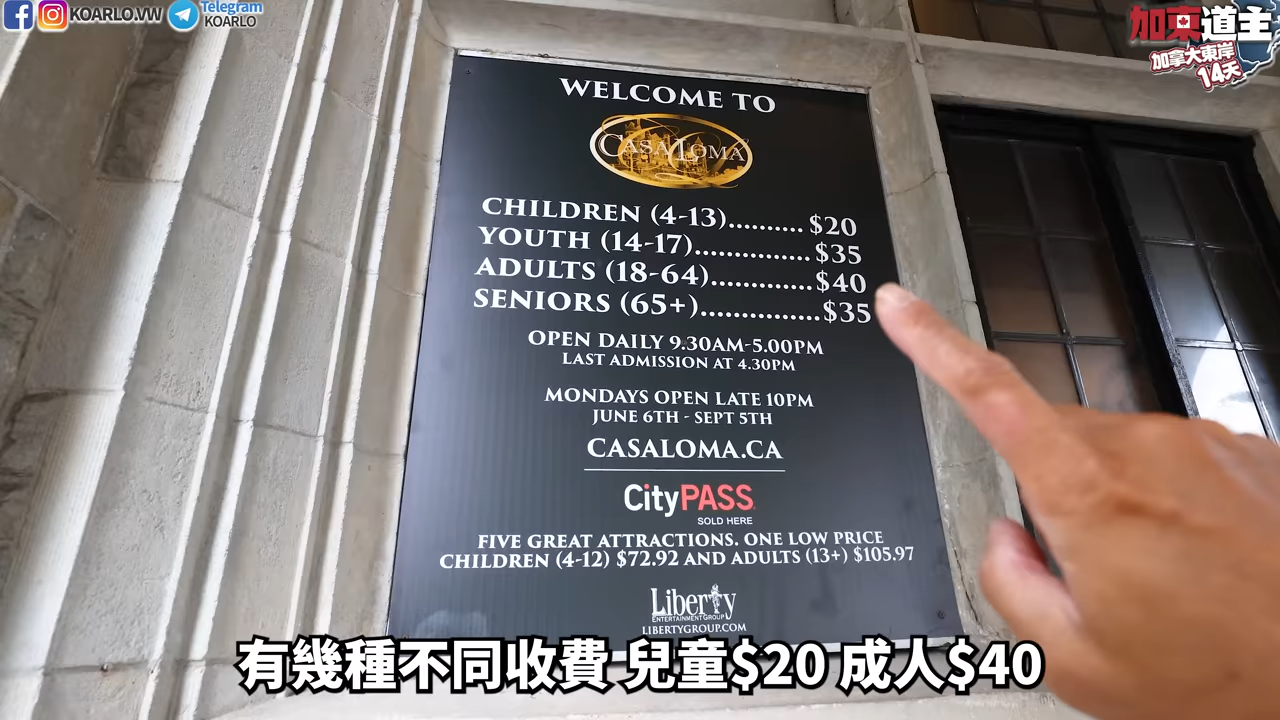 KOARLO.VW
Telegram
KOARLO
加東道主
加拿大東岸
14天
WELCOME TO
CASA LOMA
CHILDREN (4-13).......... $20
YOUTH (14-17)................ $35
ADULTS (18-64)............. $40
SENIORS (65+)............... $35
OPEN DAILY 9.30AM-5.00PM
LAST ADMISSION AT 4.30PM
MONDAYS OPEN LATE 10PM
JUNE 6TH - SEPT 5TH
CASALOMA.CA
CityPASS
SOLD HERE
FIVE GREAT ATTRACTIONS. ONE LOW PRICE
CHILDREN (4-12) $72.92 AND ADULTS (13+) $105.97
Liberty
ENTERTAINMENT GROUP
LIBERTYGROUP.COM
有幾種不同收費 兒童$20 成人$40